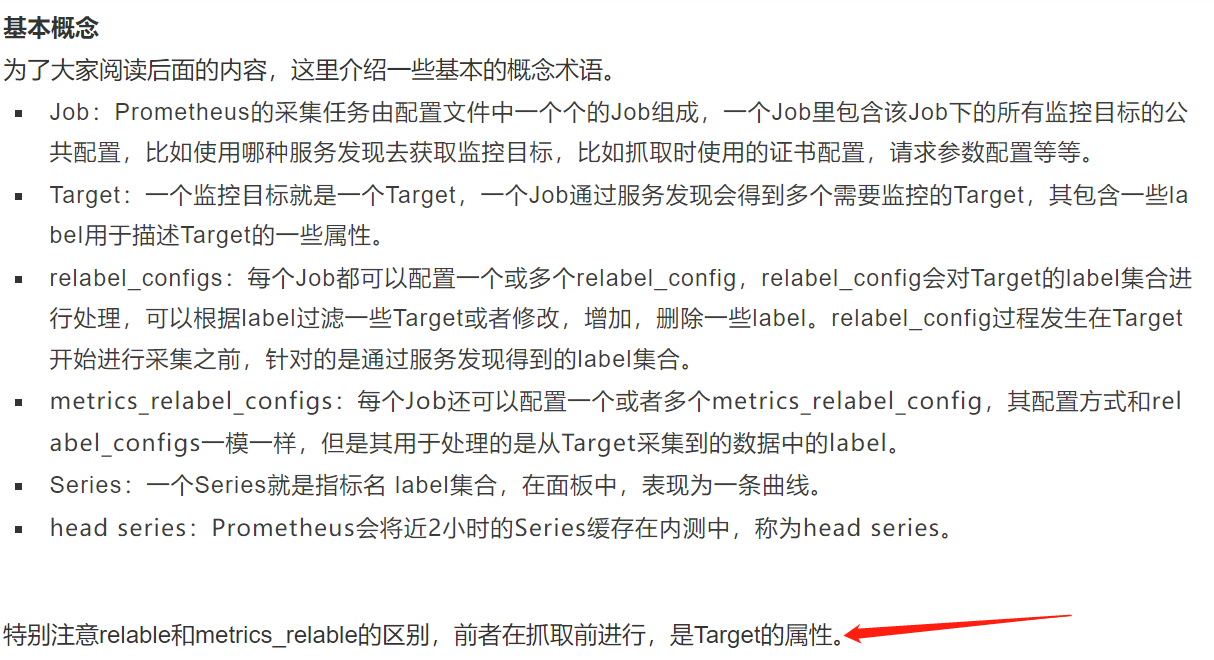 基本概念
为了大家阅读后面的内容，这里介绍一些基本的概念术语。
Job：Prometheus的采集任务由配置文件中一个个的Job组成，一个Job里包含该Job下的所有监控目标的公
共配置，比如使用哪种服务发现去获取监控目标，比如抓取时使用的证书配置，请求参数配置等等。
Target：一个监控目标就是一个Target，一个Job通过服务发现会得到多个需要监控的Target，其包含一些la
bel用于描述Target的一些属性。
relabel_configs：每个Job都可以配置一个或多个relabel_config，relabel_config会对Target的label集合进
行处理，可以根据label过滤一些Target或者修改，增加，删除一些label。relabel_config过程发生在Target
开始进行采集之前，针对的是通过服务发现得到的label集合。
metrics_relabel_configs：每个Job还可以配置一个或者多个metrics_relabel_config，其配置方式和rel
abel_configs一模一样，但是其用于处理的是从Target采集到的数据中的label。
Series：一个Series就是指标名 label集合，在面板中，表现为一条曲线。
head series：Prometheus会将近2小时的Series缓存在内测中，称为head series。
特别注意relable和metrics_relable的区别，前者在抓取前进行，是Target的属性。